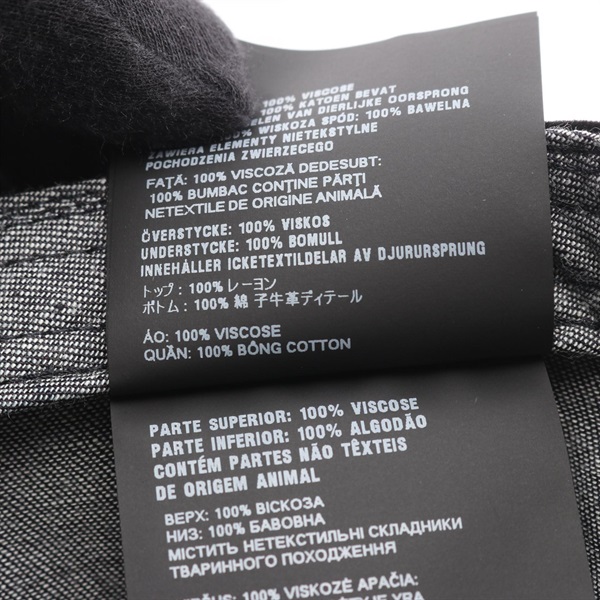 100% VISCOSE
100% KATOEN BEVAT
DELEN VAN DIERLIJKE OORSPRONG
100% WISKOZA SPÓD: 100% BAWELNA
ZAWIERA ELEMENTY NIETEKSTYLNE
POCHODZENIA ZWIERZECEGO
FAȚĂ: 100% VISCOZĂ DEDESUBT:
100% BUMBAC CONȚINE PĂRȚI
NETEXTILE DE ORIGINE ANIMALĂ
ÖVERSTYCKE: 100% VISKOS
UNDERSTYCKE: 100% BOMULL
INNEHÅLLER ICKETEXTILDELAR AV DJURURSPRUNG
トップ : 100% レーヨン
ボトム : 100% 綿 子牛革ディテール
ÁO: 100% VISCOSE
QUẦN: 100% BÔNG COTTON
PARTE SUPERIOR: 100% VISCOSE
PARTE INFERIOR: 100% ALGODÃO
CONTÉM PARTES NÃO TÊXTEIS
DE ORIGEM ANIMAL
ВЕРХ: 100% ВІСКОЗА
НИЗ: 100% БАВОВНА
МІСТИТЬ НЕТЕКСТИЛЬНІ СКЛАДНИКИ
ТВАРИННОГО ПОХОДЖЕННЯ
100% VISKOZĖ APAČIA: